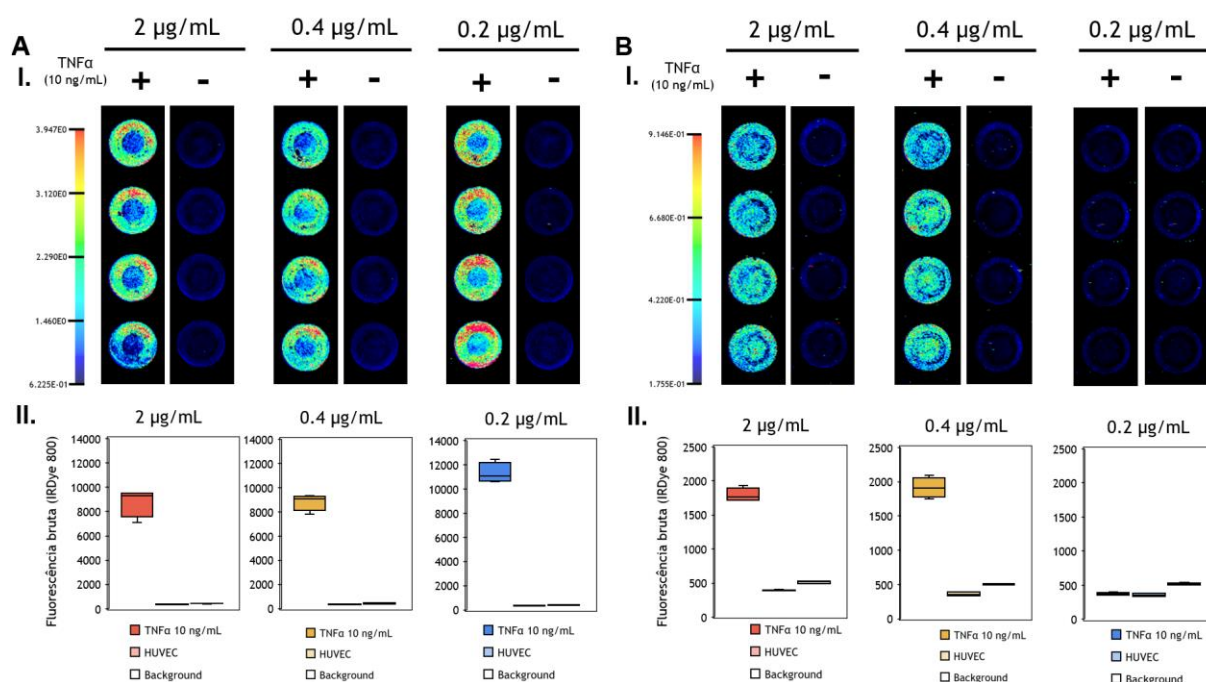 A
2 µg/mL
0.4 µg/mL
0.2 µg/mL
I.
TNFα
(10 ng/mL)
+
-
+
-
+
-
3.947E0
3.120E0
2.290E0
1.460E0
6.225E-01
II.
2 µg/mL
0.4 µg/mL
0.2 µg/mL
Fluorescência bruta (IRDye 800)
14000
12000
10000
8000
6000
4000
2000
0
14000
12000
10000
8000
6000
4000
2000
0
14000
12000
10000
8000
6000
4000
2000
0
TNFα 10 ng/mL
HUVEC
Background
TNFα 10 ng/mL
HUVEC
Background
TNFα 10 ng/mL
HUVEC
Background
B
2 µg/mL
0.4 µg/mL
0.2 µg/mL
I.
TNFα
(10 ng/mL)
+
-
+
-
+
-
9.146E-01
6.680E-01
4.220E-01
1.755E-01
II.
2 µg/mL
0.4 µg/mL
0.2 µg/mL
Fluorescência bruta (IRDye 800)
2500
2000
1500
1000
500
0
2500
2000
1500
1000
500
0
2500
2000
1500
1000
500
0
TNFα 10 ng/mL
HUVEC
Background
TNFα 10 ng/mL
HUVEC
Background
TNFα 10 ng/mL
HUVEC
Background